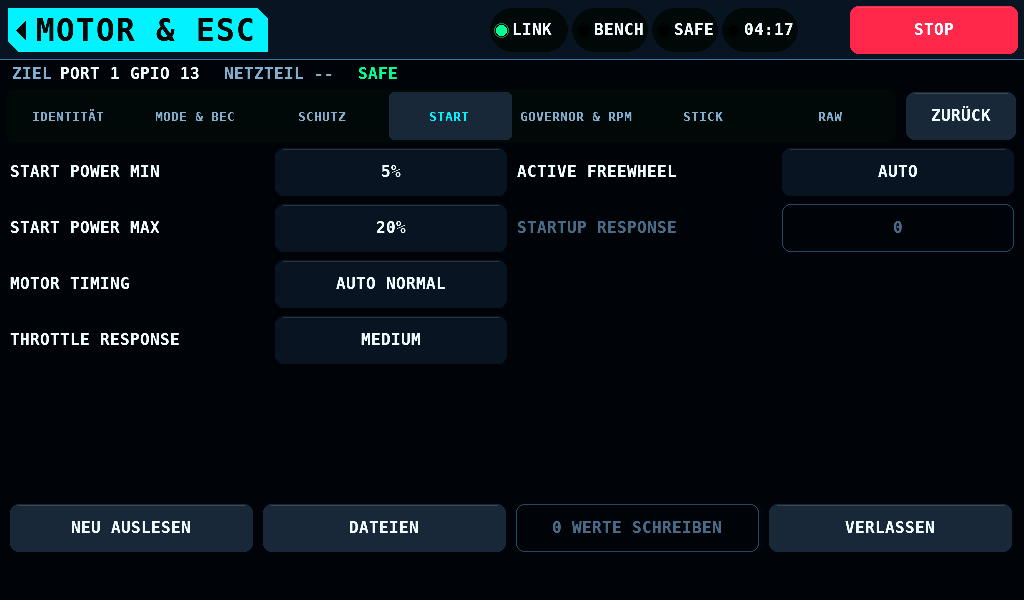 MOTOR & ESC LINK BENCH SAFE 04:17 STOP
ZIEL PORT 1 GPIO 13 NETZTEIL -- SAFE
IDENTITÄT MODE & BEC SCHUTZ START GOVERNOR & RPM STICK RAW ZURÜCK
START POWER MIN 5% ACTIVE FREEWHEEL AUTO
START POWER MAX 20% STARTUP RESPONSE 0
MOTOR TIMING AUTO NORMAL
THROTTLE RESPONSE MEDIUM
NEU AUSLESEN DATEIEN 0 WERTE SCHREIBEN VERLASSEN